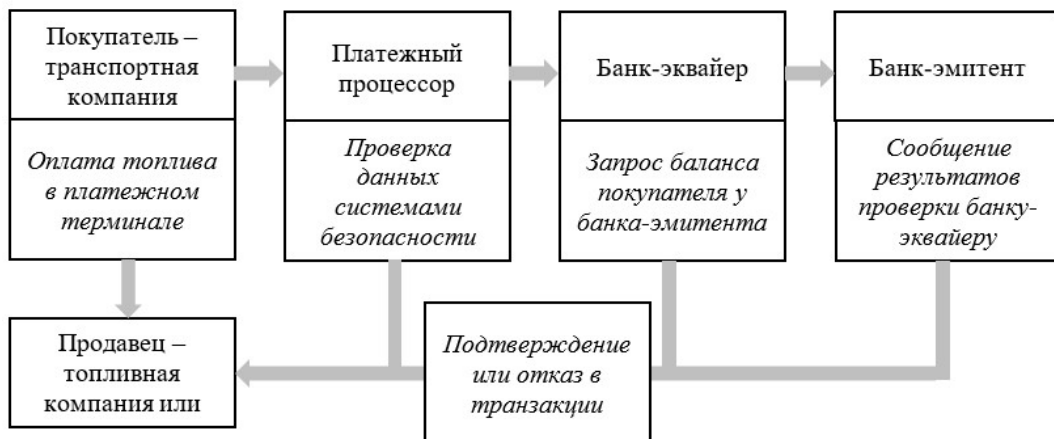 Покупатель –
транспортная
компания
Оплата топлива
в платежном
терминале
Платежный
процессор
Проверка
данных
системами
безопасности
Банк-эквайер
Запрос баланса
покупателя у
банка-эмитента
Банк-эмитент
Сообщение
результатов
проверки банку-
эквайеру
Продавец –
топливная
компания или
Подтверждение
или отказ в
транзакции